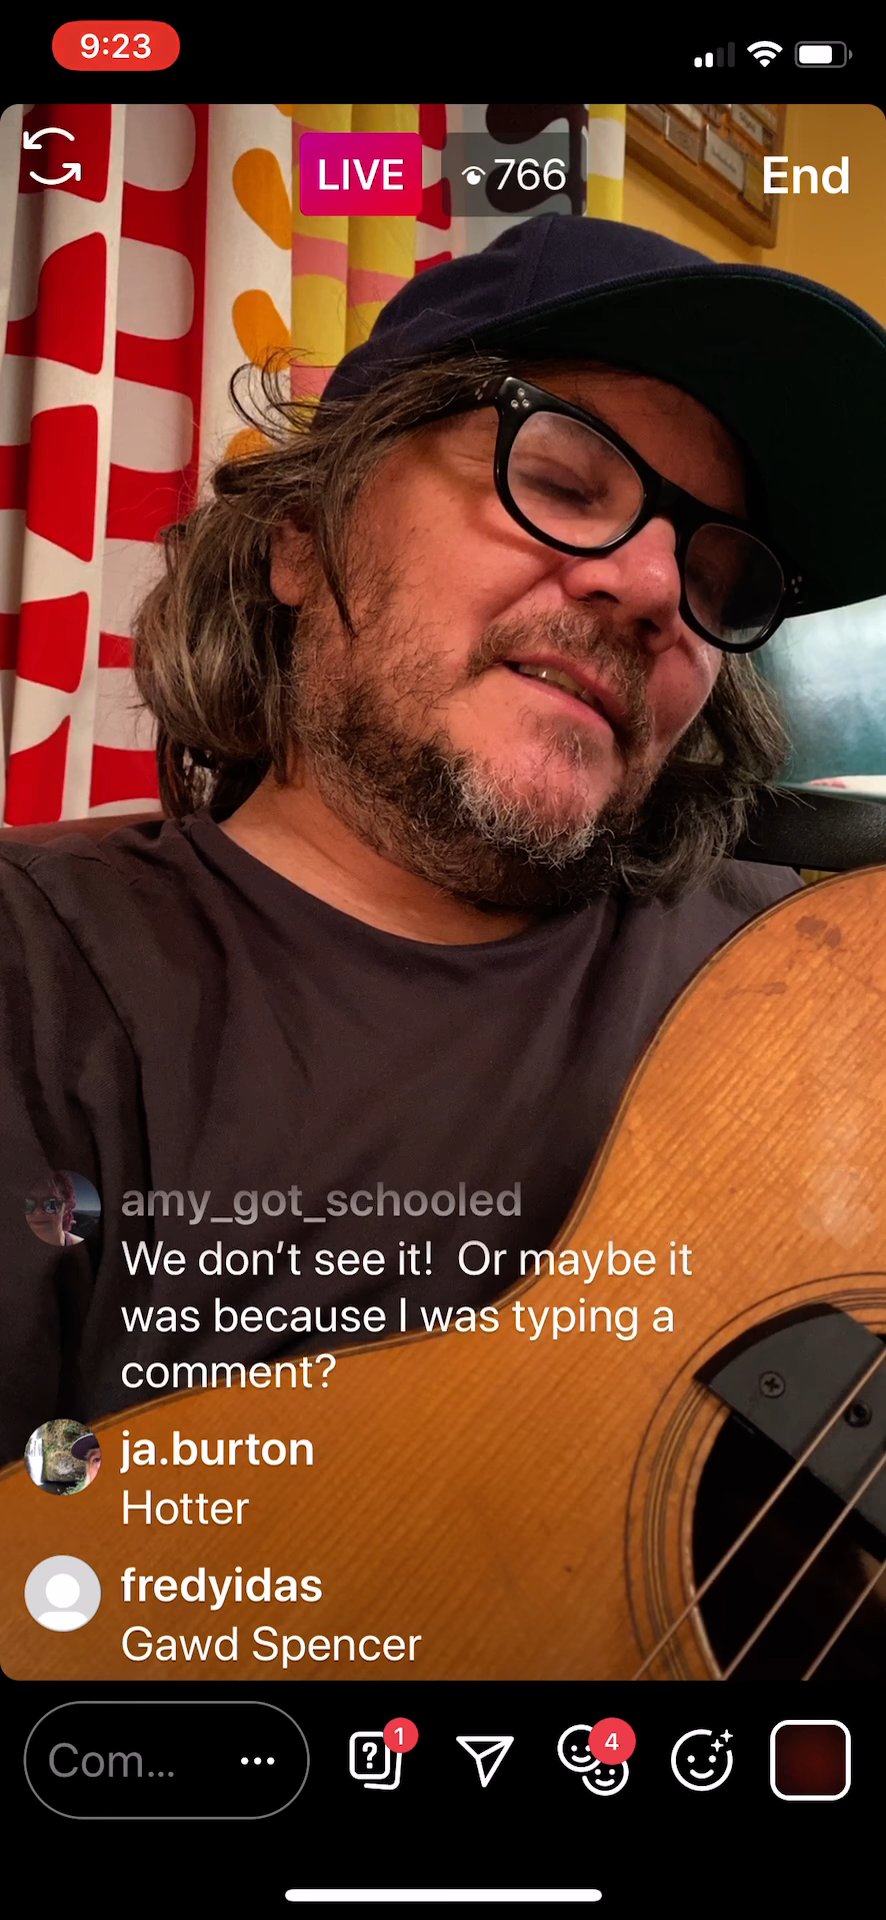 9:23
LIVE 766 End
amy_got_schooled
We don't see it!  Or maybe it
was because I was typing a
comment?
ja.burton
Hotter
fredyidas
Gawd Spencer
Com... ... ? 1 4